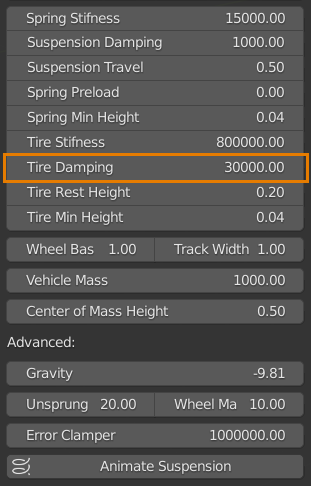 Spring Stifness 15000.00
Suspension Damping 1000.00
Suspension Travel 0.50
Spring Preload 0.00
Spring Min Height 0.04
Tire Stifness 800000.00
Tire Damping 30000.00
Tire Rest Height 0.20
Tire Min Height 0.04
Wheel Bas 1.00 Track Width 1.00
Vehicle Mass 1000.00
Center of Mass Height 0.50
Advanced:
Gravity -9.81
Unsprung 20.00 Wheel Ma 10.00
Error Clamper 1000000.00
Animate Suspension